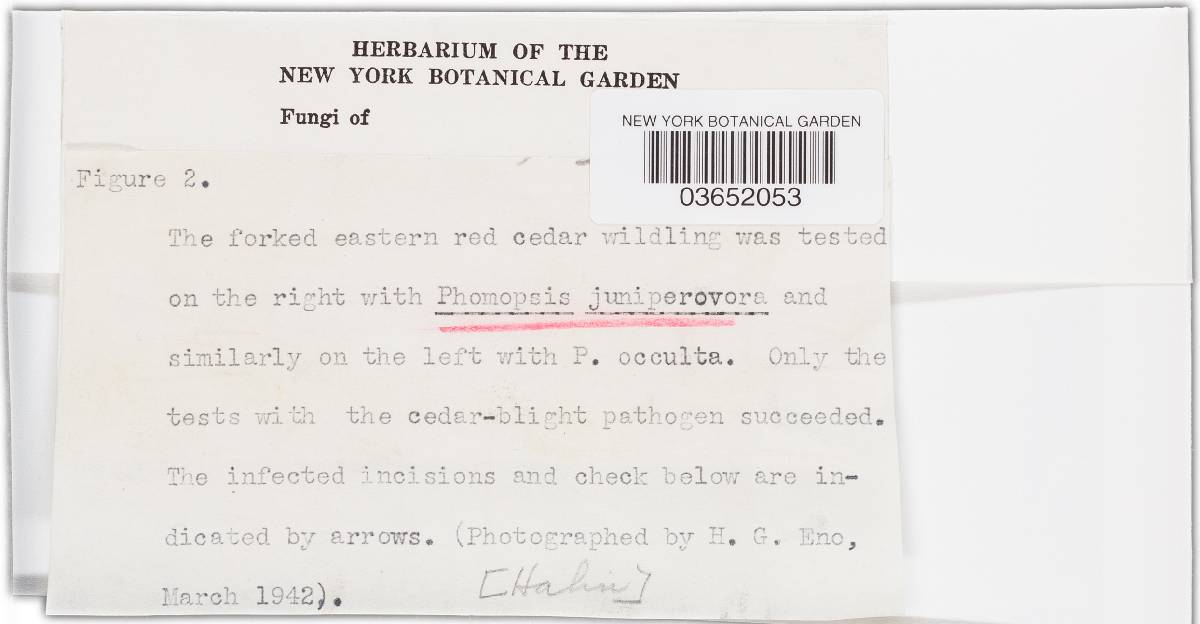 HERBARIUM OF THE
NEW YORK BOTANICAL GARDEN
Fungi of
NEW YORK BOTANICAL GARDEN
03652053
Figure 2.
The forked eastern red cedar wildling was tested
on the right with Phomopsis juniperovora and
similarly on the left with P. occulta. Only the
tests with the cedar-blight pathogen succeeded.
The infected incisions and check below are in-
dicated by arrows. (Photographed by H. G. Eno,
March 1942).
[Hahn]